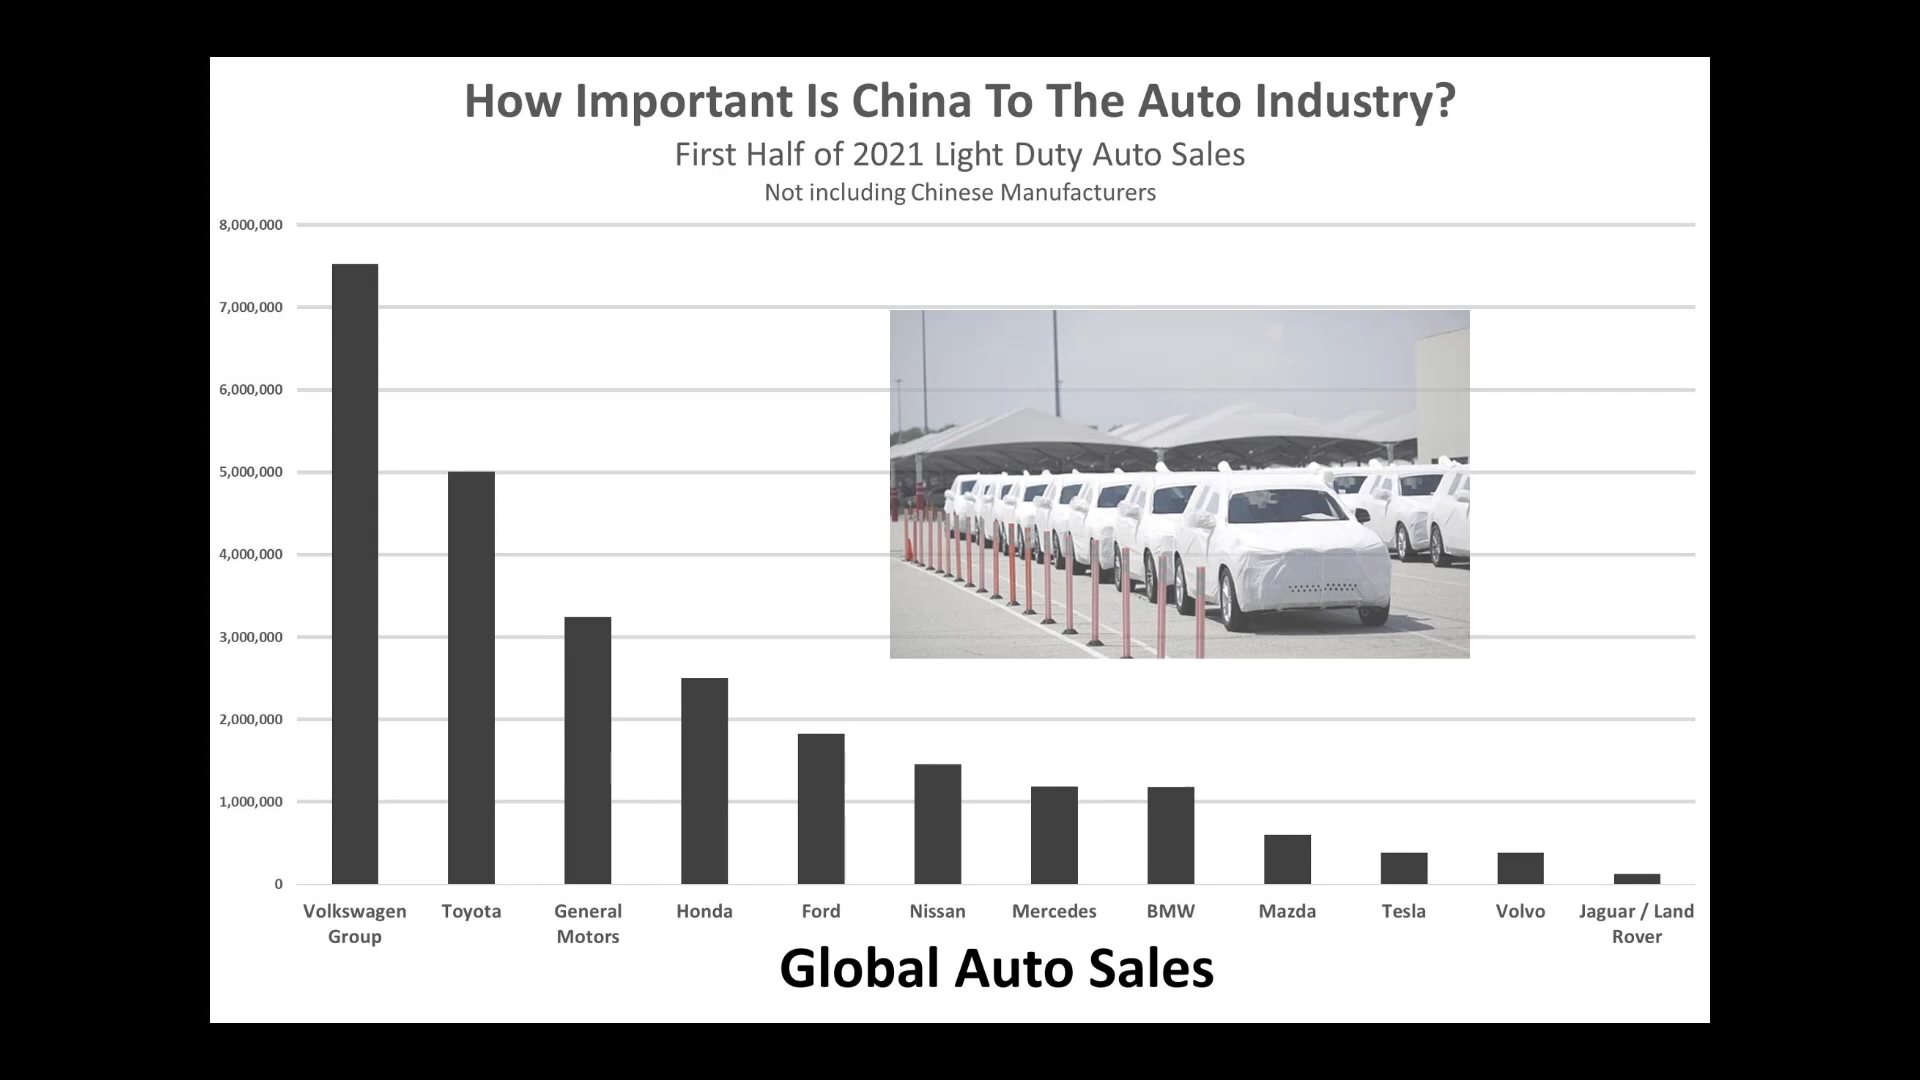 How Important Is China To The Auto Industry?
First Half of 2021 Light Duty Auto Sales
Not including Chinese Manufacturers
8,000,000
7,000,000
6,000,000
5,000,000
4,000,000
3,000,000
2,000,000
1,000,000
0
Volkswagen Group
Toyota
General Motors
Honda
Ford
Nissan
Mercedes
BMW
Mazda
Tesla
Volvo
Jaguar / Land Rover
Global Auto Sales